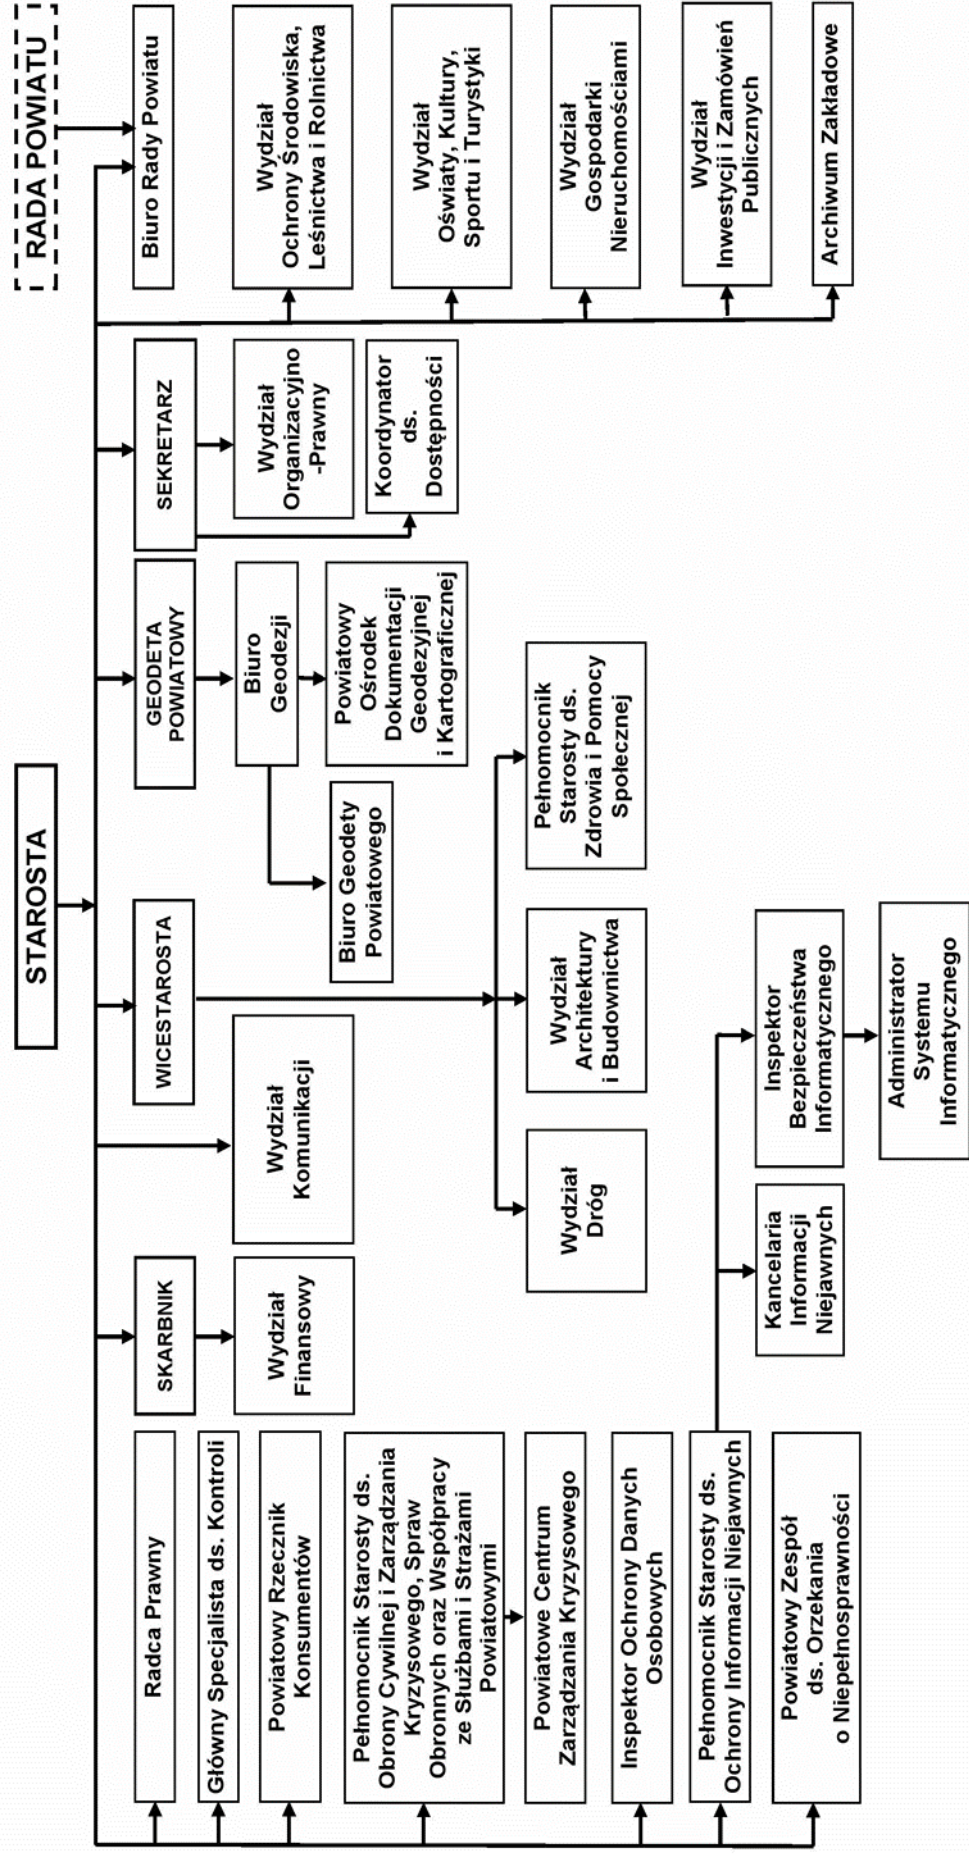 STAROSTA
RADA POWIATU
Radca Prawny
Główny Specjalista ds. Kontroli
Powiatowy Rzecznik
Konsumentów
Pełnomocnik Starosty ds.
Obrony Cywilnej i Zarządzania
Kryzysowego, Spraw
Obronnych oraz Współpracy
ze Służbami i Strażami
Powiatowymi
Powiatowe Centrum
Zarządzania Kryzysowego
Inspektor Ochrony Danych
Osobowych
Pełnomocnik Starosty ds.
Ochrony Informacji Niejawnych
Powiatowy Zespół
ds. Orzekania
o Niepełnosprawności
SKARBNIK
Wydział
Finansowy
Wydział
Komunikacji
Kancelaria
Informacji
Niejawnych
Inspektor
Bezpieczeństwa
Informatycznego
Administrator
Systemu
Informatycznego
WICESTAROSTA
Wydział
Dróg
Wydział
Architektury
i Budownictwa
Pełnomocnik
Starosty ds.
Zdrowia i Pomocy
Społecznej
GEODETA
POWIATOWY
Biuro
Geodezji
Biuro Geodety
Powiatowego
Powiatowy
Ośrodek
Dokumentacji
Geodezyjnej
i Kartograficznej
SEKRETARZ
Wydział
Organizacyjno
-Prawny
Koordynator
ds.
Dostępności
Biuro Rady Powiatu
Wydział
Ochrony Środowiska,
Leśnictwa i Rolnictwa
Wydział
Oświaty, Kultury,
Sportu i Turystyki
Wydział
Gospodarki
Nieruchomościami
Wydział
Inwestycji i Zamówień
Publicznych
Archiwum Zakładowe